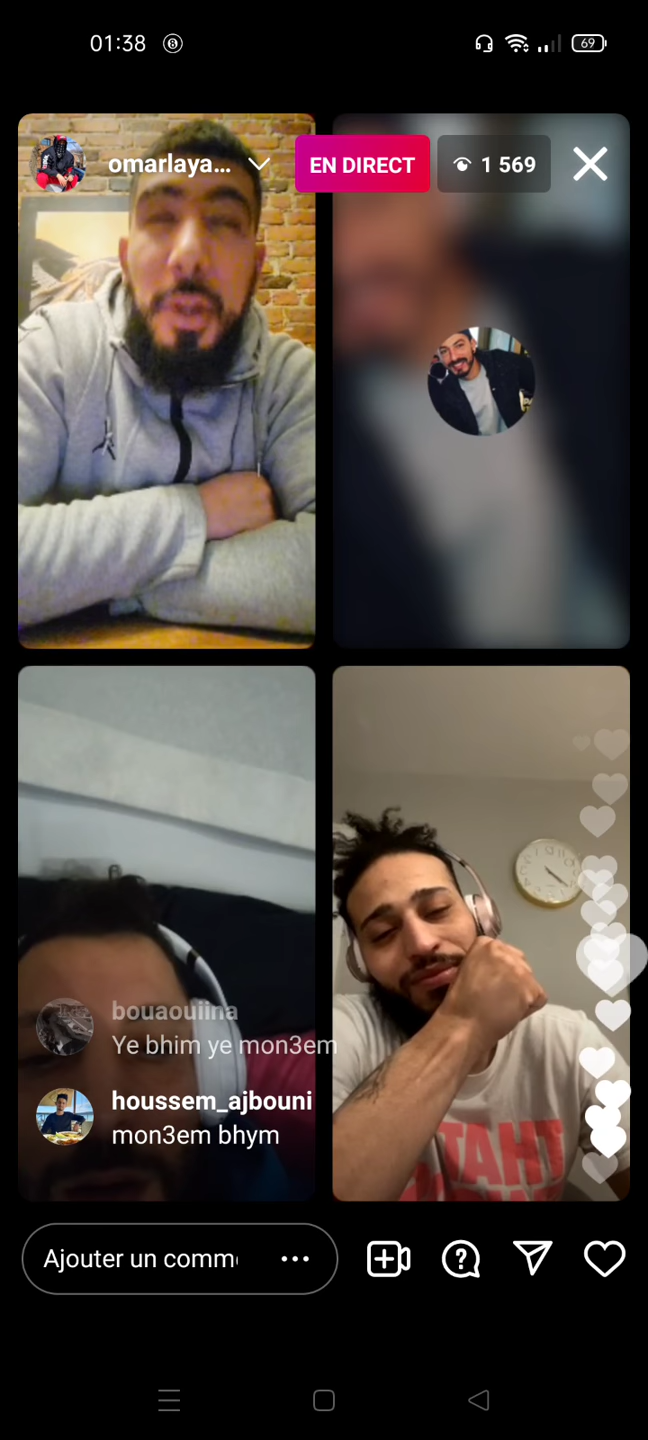 01:38
69
omarlaya...
EN DIRECT
1 569
bouaouiina
Ye bhim ye mon3em
houssem_ajbouni
mon3em bhym
TAHT
Ajouter un comm